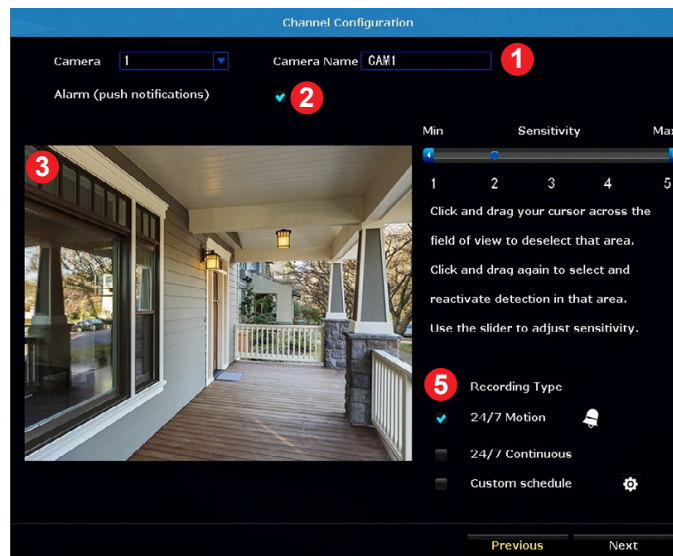 Channel Configuration
Camera 1 Camera Name CAM1 1
Alarm (push notifications) 2
3
Min Sensitivity Max
1 2 3 4 5
Click and drag your cursor across the
field of view to deselect that area.
Click and drag again to select and
reactivate detection in that area.
Use the slider to adjust sensitivity.
5 Recording Type
24/7 Motion
24/7 Continuous
Custom schedule
Previous Next